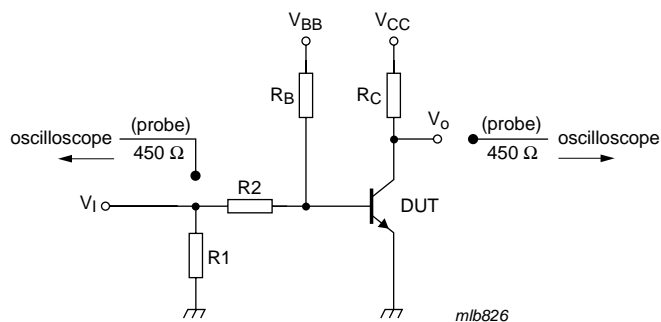 VBB
VCC
RB
RC
Vo
(probe)
oscilloscope
450 Ω
(probe)
oscilloscope
450 Ω
R2
DUT
VI
R1
mlb826